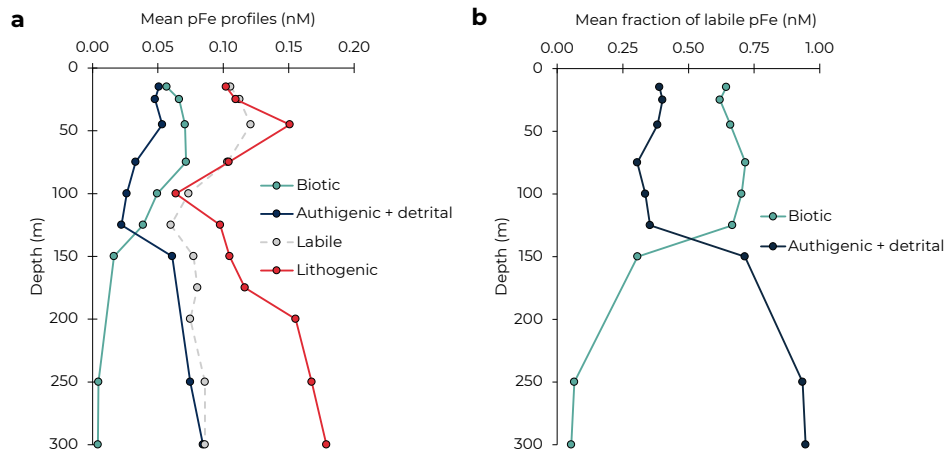 a
Mean pFe profiles (nM)
0.00 0.05 0.10 0.15 0.20
0
50
100
150
200
250
300
Depth (m)
Biotic
Authigenic + detrital
Labile
Lithogenic
b
Mean fraction of labile pFe (nM)
0.00 0.25 0.50 0.75 1.00
0
50
100
150
200
250
300
Depth (m)
Biotic
Authigenic + detrital